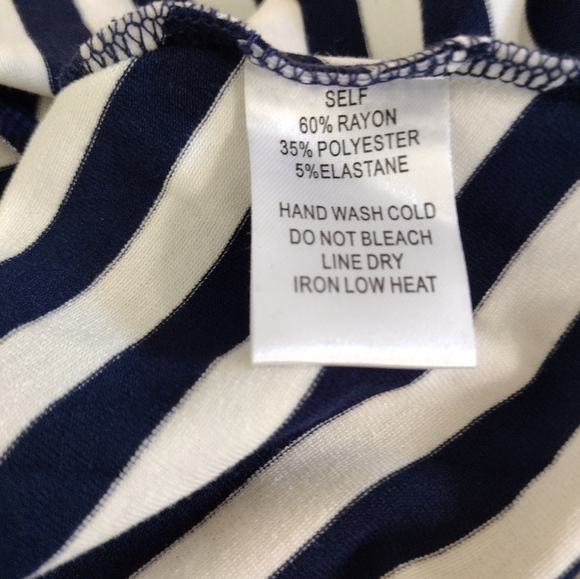 SELF
60% RAYON
35% POLYESTER
5%ELASTANE
HAND WASH COLD
DO NOT BLEACH
LINE DRY
IRON LOW HEAT